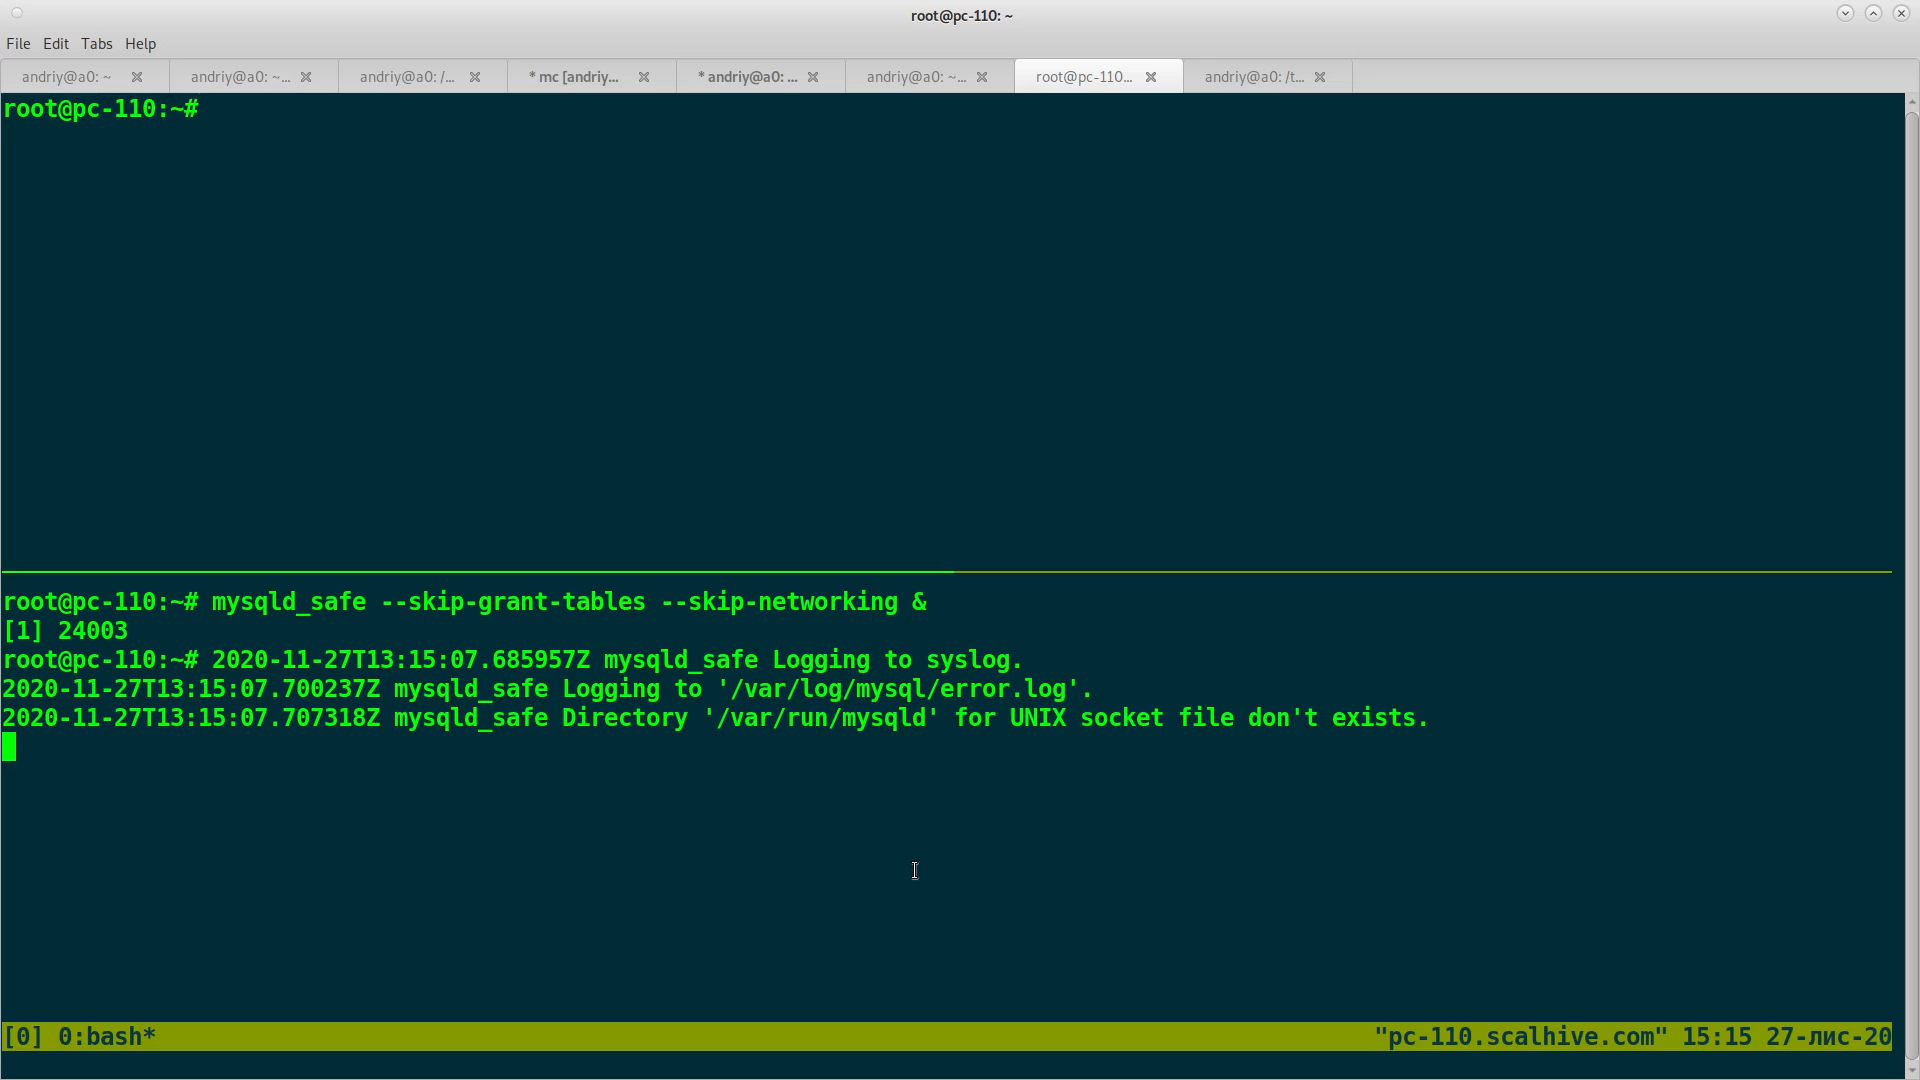 root@pc-110: ~
File Edit Tabs Help
andriy@a0: ~ andriy@a0: ~... andriy@a0: /... * mc [andriy... * andriy@a0: ... andriy@a0: ~... root@pc-110... andriy@a0: /t...
root@pc-110:~#
root@pc-110:~# mysqld_safe --skip-grant-tables --skip-networking &
[1] 24003
root@pc-110:~# 2020-11-27T13:15:07.685957Z mysqld_safe Logging to syslog.
2020-11-27T13:15:07.700237Z mysqld_safe Logging to '/var/log/mysql/error.log'.
2020-11-27T13:15:07.707318Z mysqld_safe Directory '/var/run/mysqld' for UNIX socket file don't exists.
[0] 0:bash* "pc-110.scalhive.com" 15:15 27-лис-20